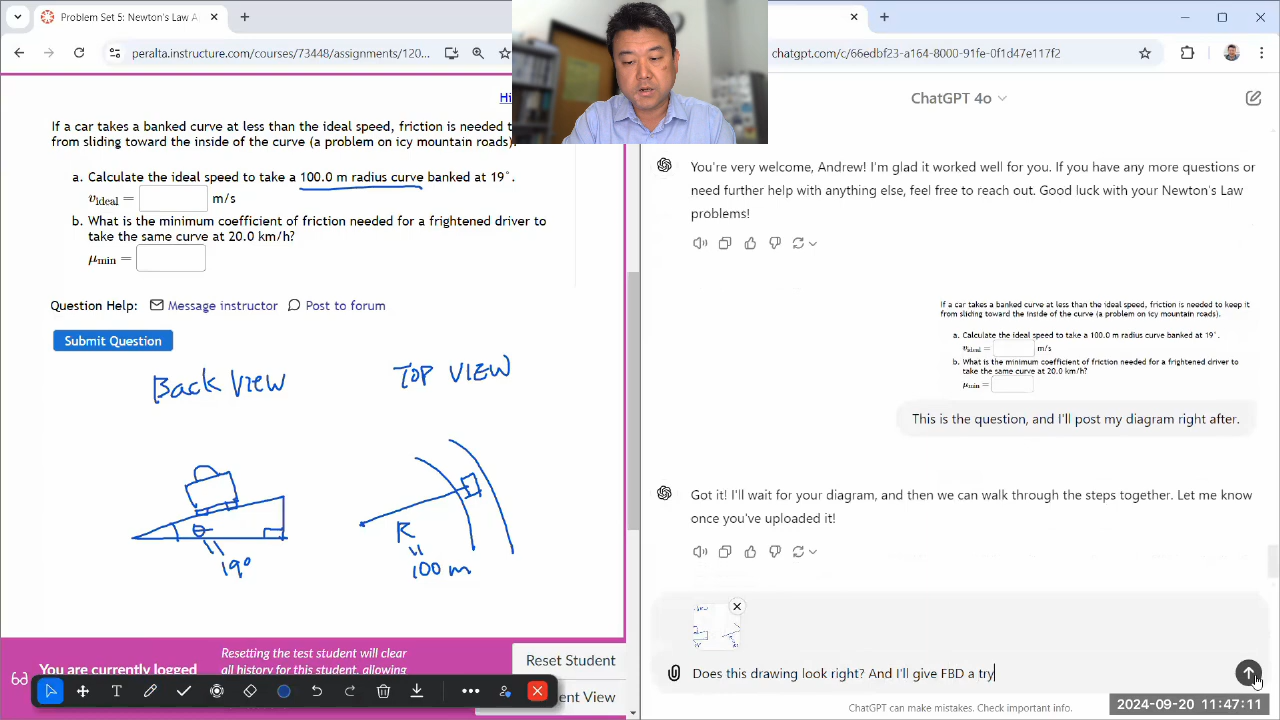 Problem Set 5: Newton's Law A
peralta.instructure.com/73448/assignments/120...
chatgpt.com/c/66edbf23-a164-8000-91fe-0f1d47e117f2
Hi
If a car takes a banked curve at less than the ideal speed, friction is needed t
from sliding toward the inside of the curve (a problem on icy mountain roads).
a. Calculate the ideal speed to take a 100.0 m radius curve banked at 19°.
v ideal = m/s
b. What is the minimum coefficient of friction needed for a frightened driver to
take the same curve at 20.0 km/h?
μ min =
Question Help: Message instructor Post to forum
Submit Question
Back View
TOP VIEW
θ
19°
R
100 m
You are currently logged
Resetting the test student will clear
all history for this student, allowing
Reset Student
ent View
ChatGPT 4o
You're very welcome, Andrew! I'm glad it worked well for you. If you have any more questions or
need further help with anything else, feel free to reach out. Good luck with your Newton's Law
problems!
If a car takes a banked curve at less than the ideal speed, friction is needed to keep it
from sliding toward the inside of the curve (a problem on icy mountain roads).
a. Calculate the ideal speed to take a 100.0 m radius curve banked at 19°.
v ideal = m/s
b. What is the minimum coefficient of friction needed for a frightened driver to
take the same curve at 20.0 km/h?
μ min =
This is the question, and I'll post my diagram right after.
Got it! I'll wait for your diagram, and then we can walk through the steps together. Let me know
once you've uploaded it!
Does this drawing look right? And I'll give FBD a try
ChatGPT can make mistakes. Check important info.
2024-09-20 11:47:11